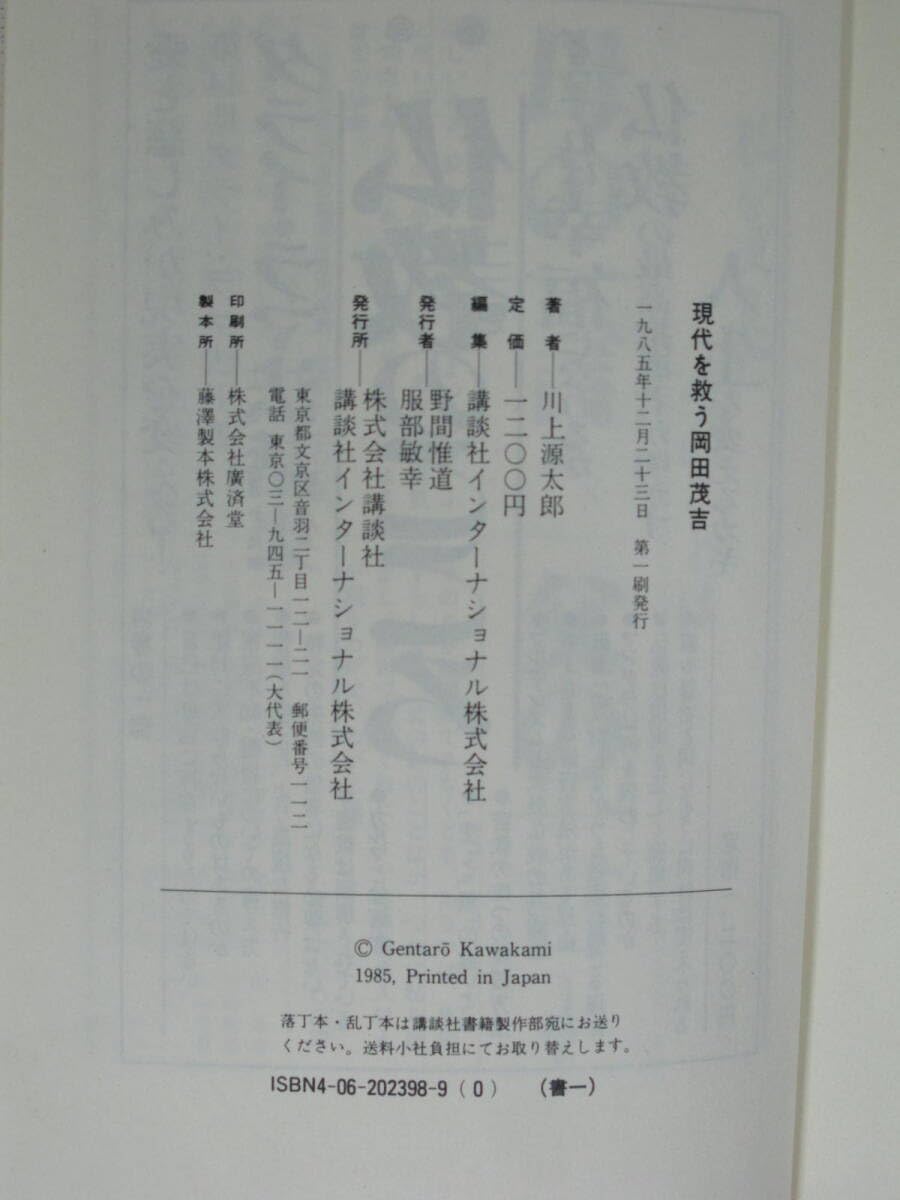 現代を救う岡田茂吉
一九八五年十二月二十三日　第一刷発行
著　者――川上源太郎
定　価――一二〇〇円
編　集――講談社インターナショナル株式会社
発行者――野間惟道
服部敏幸
発行所――株式会社講談社
講談社インターナショナル株式会社
東京都文京区音羽二丁目一二―二一　郵便番号一一二
電話　東京〇三―九四五―一一一一（大代表）
印刷所――株式会社廣済堂
製本所――藤澤製本株式会社
© Gentarō Kawakami
1985, Printed in Japan
落丁本・乱丁本は講談社書籍製作部宛にお送り
ください。送料小社負担にてお取り替えします。
ISBN4-06-202398-9（0）　（書一）